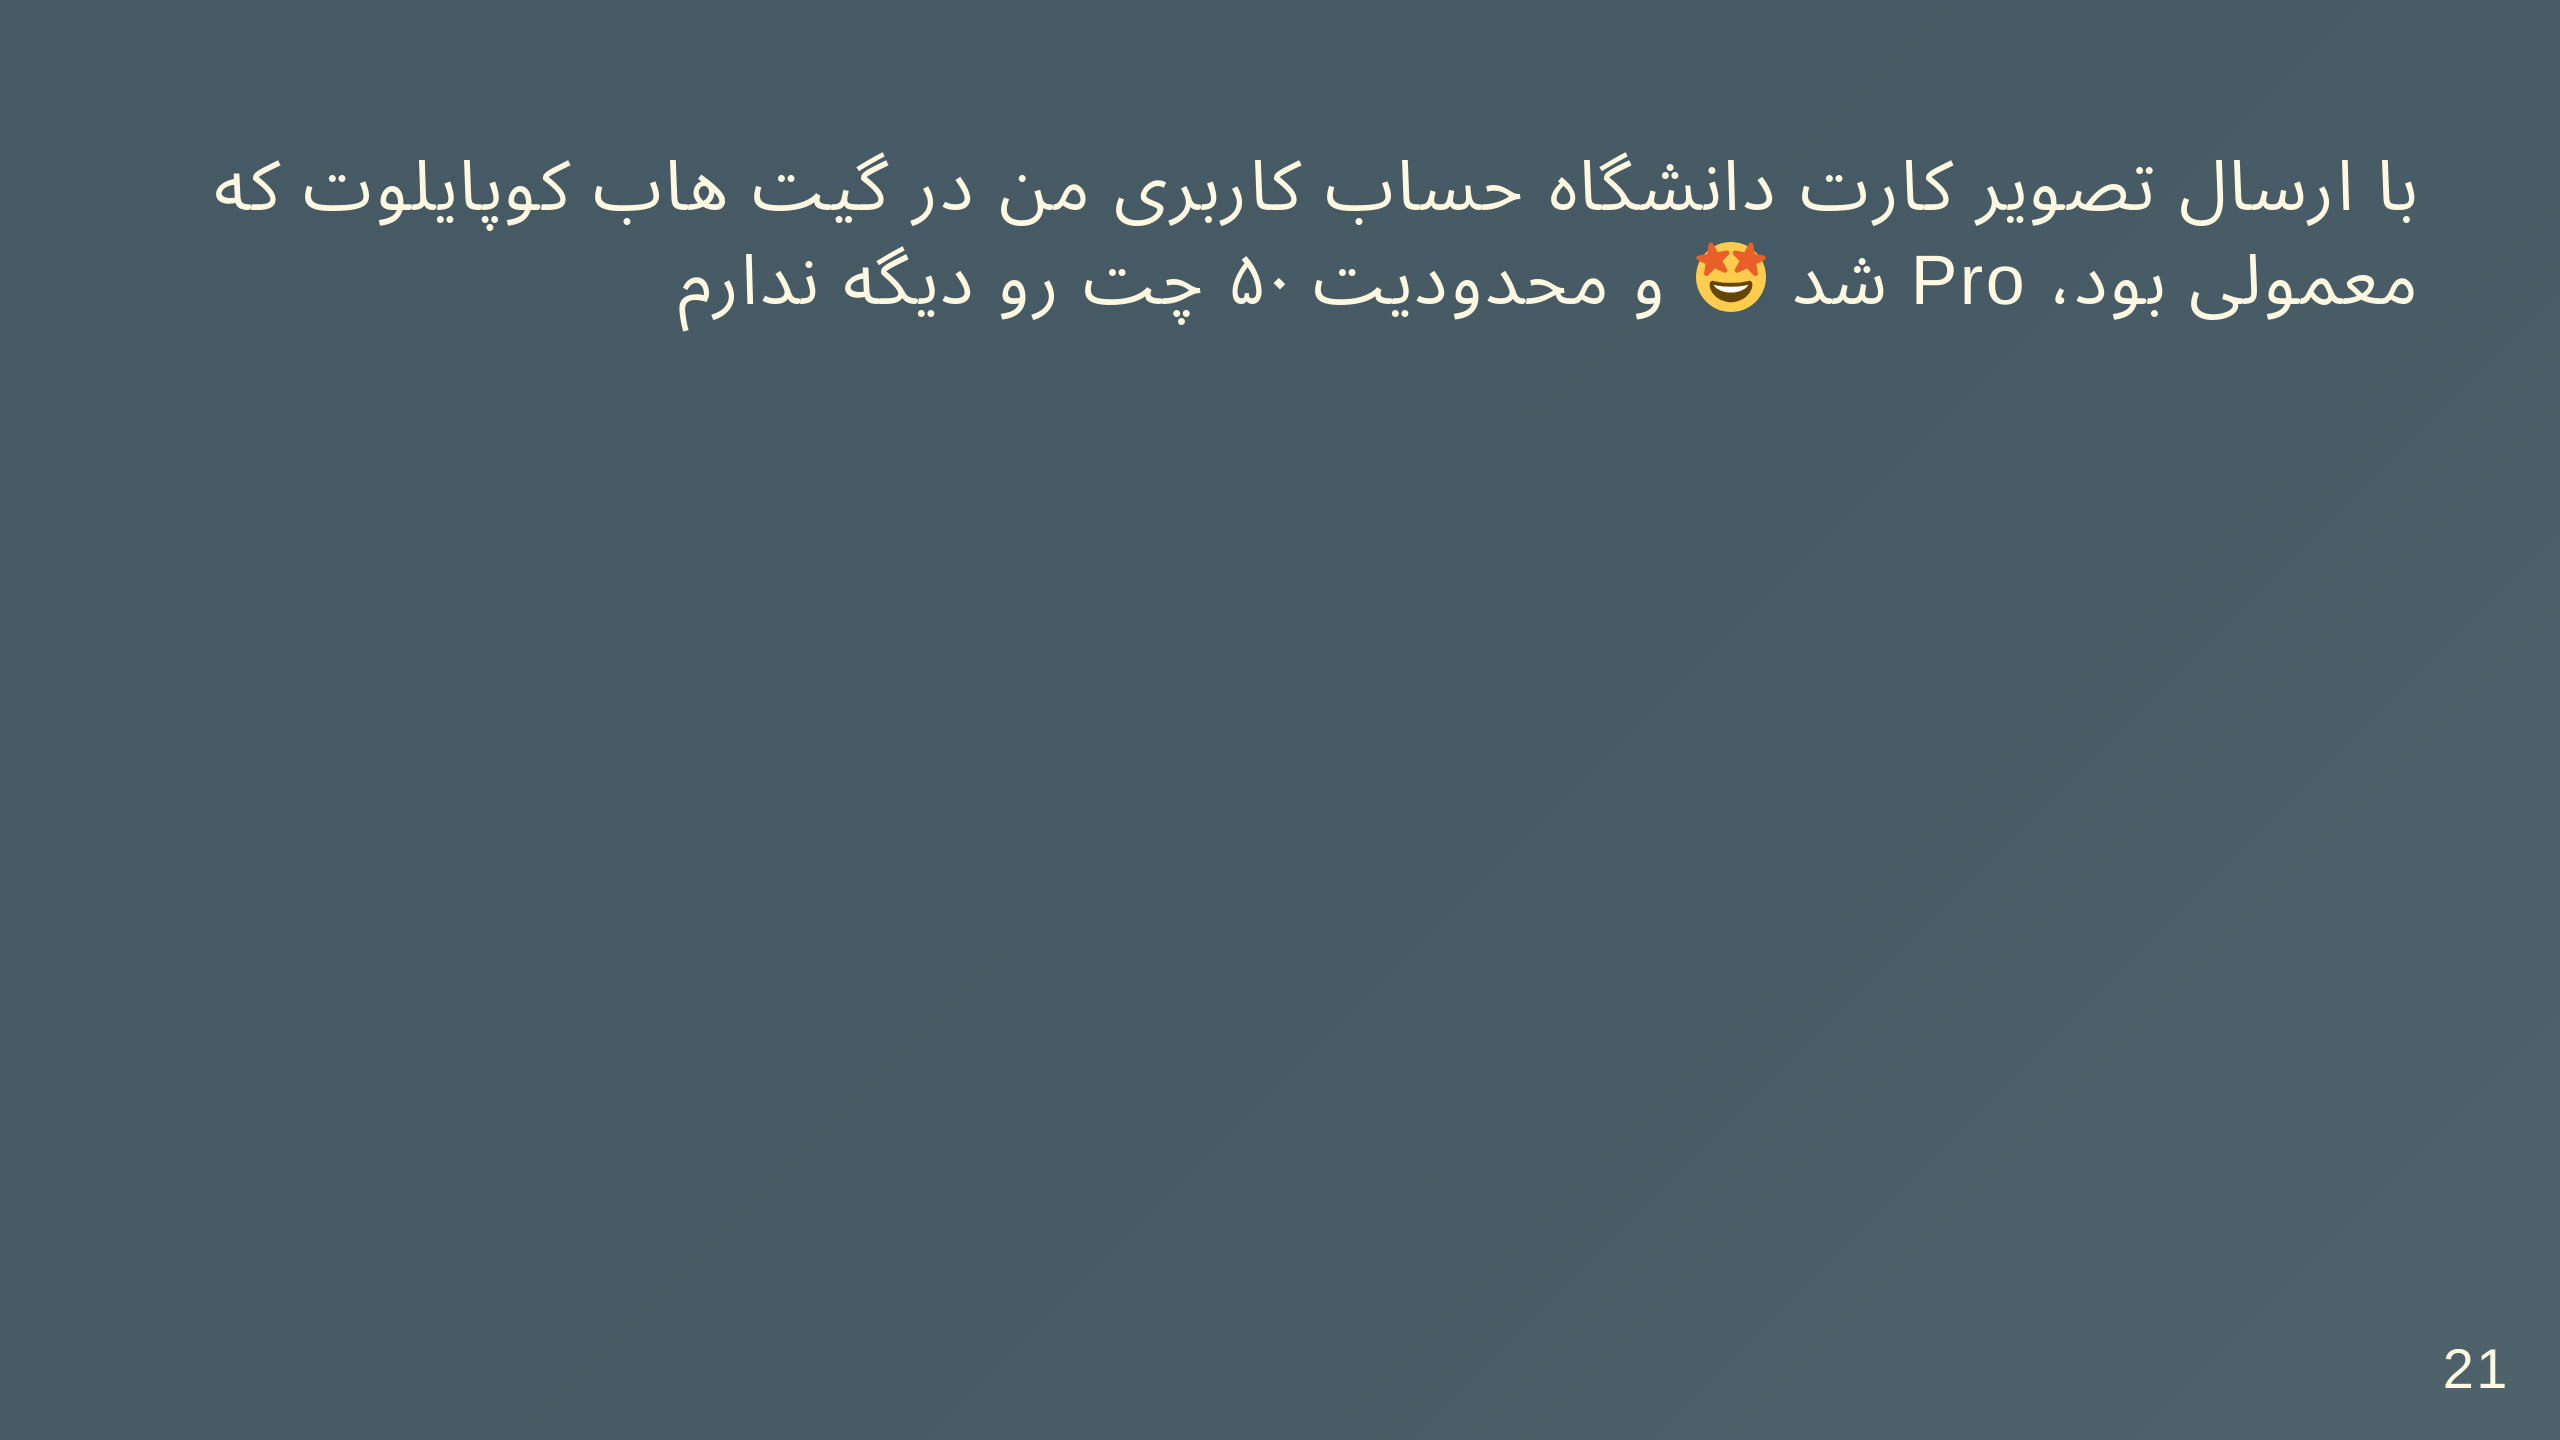 با ارسال تصویر کارت دانشگاه حساب کاربری من در گیت هاب کوپایلوت که
معمولی بود، Pro شد 🤩 و محدودیت ۵۰ چت رو دیگه ندارم
21